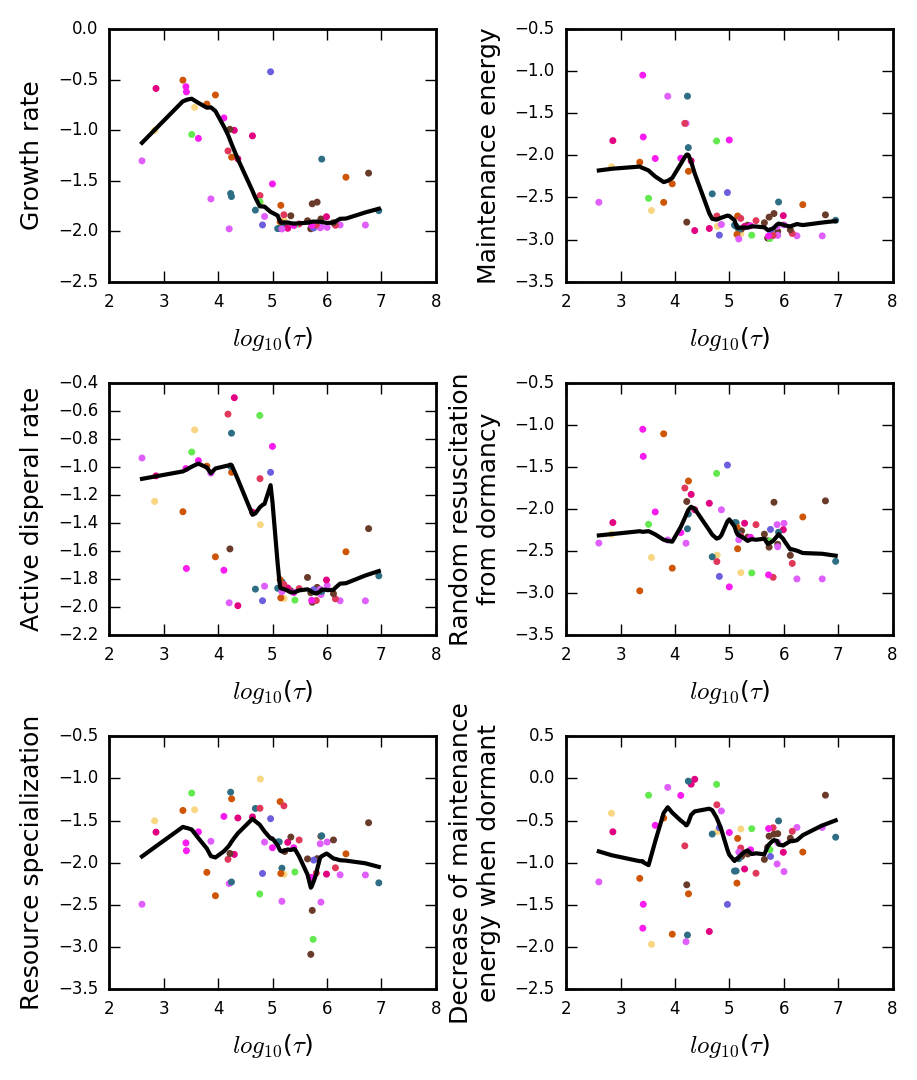 Growth rate
0.0
−0.5
−1.0
−1.5
−2.0
−2.5
2 3 4 5 6 7 8
log10(τ)
Maintenance energy
−0.5
−1.0
−1.5
−2.0
−2.5
−3.0
−3.5
2 3 4 5 6 7 8
log10(τ)
Active disperal rate
−0.4
−0.6
−0.8
−1.0
−1.2
−1.4
−1.6
−1.8
−2.0
−2.2
2 3 4 5 6 7 8
log10(τ)
Random resuscitation
from dormancy
−0.5
−1.0
−1.5
−2.0
−2.5
−3.0
−3.5
2 3 4 5 6 7 8
log10(τ)
Resource specialization
−0.5
−1.0
−1.5
−2.0
−2.5
−3.0
−3.5
2 3 4 5 6 7 8
log10(τ)
Decrease of maintenance
energy when dormant
0.5
0.0
−0.5
−1.0
−1.5
−2.0
−2.5
2 3 4 5 6 7 8
log10(τ)